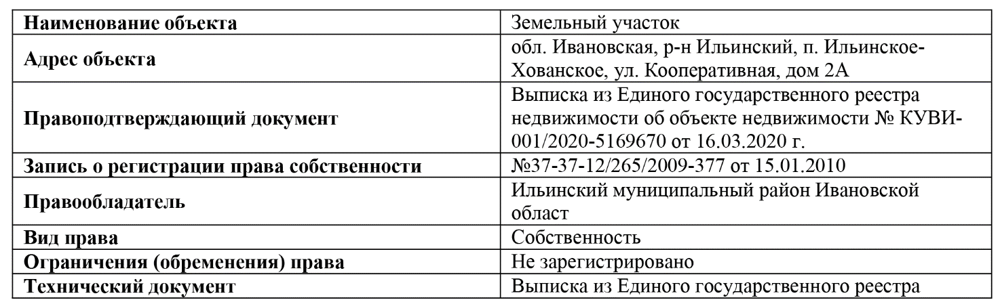 Наименование объекта
Земельный участок
Адрес объекта
обл. Ивановская, р-н Ильинский, п. Ильинское-
Хованское, ул. Кооперативная, дом 2А
Правоподтверждающий документ
Выписка из Единого государственного реестра
недвижимости об объекте недвижимости № КУВИ-
001/2020-5169670 от 16.03.2020 г.
Запись о регистрации права собственности
№37-37-12/265/2009-377 от 15.01.2010
Правообладатель
Ильинский муниципальный район Ивановской
област
Вид права
Собственность
Ограничения (обременения) права
Не зарегистрировано
Технический документ
Выписка из Единого государственного реестра